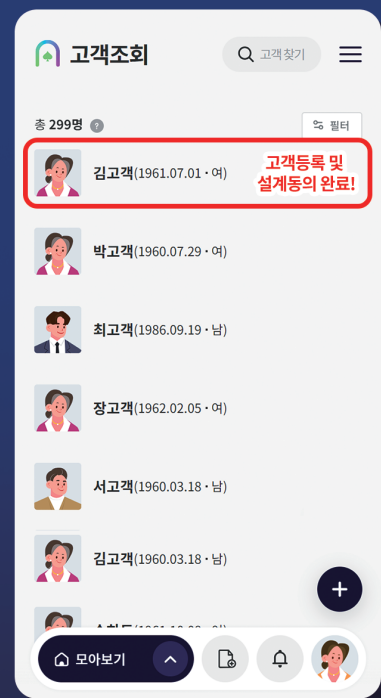 고객조회
고객찾기
총 299명 ?
필터
김고객(1961.07.01・여)
고객등록 및
설계동의 완료!
박고객(1960.07.29・여)
최고객(1986.09.19・남)
장고객(1962.02.05・여)
서고객(1960.03.18・남)
김고객(1960.03.18・남)
모아보기